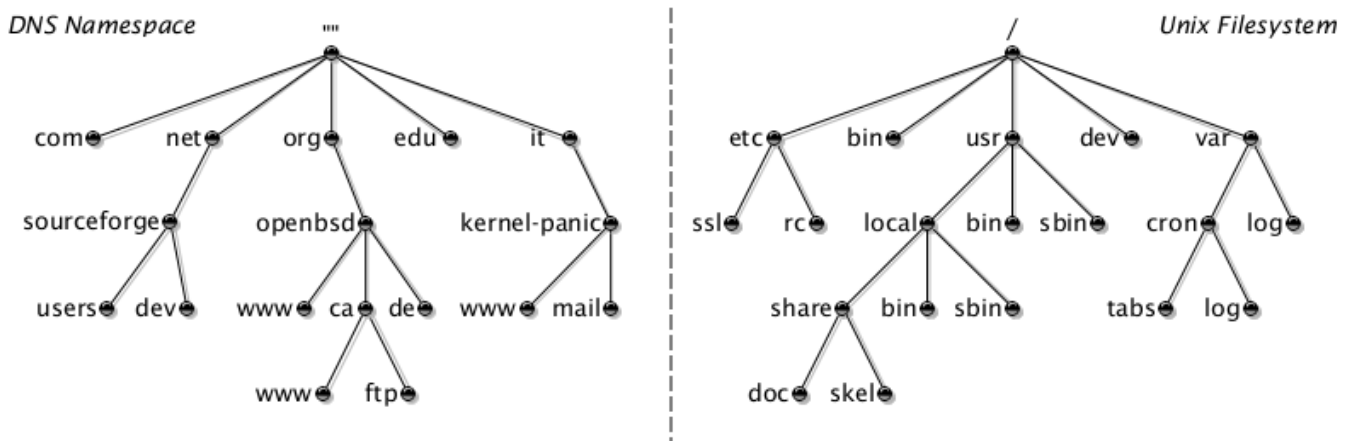 DNS Namespace "" / Unix Filesystem
com net org edu it etc bin usr dev var
sourceforge openbsd kernel-panic ssl rc local bin sbin cron log
users dev www ca de www mail share bin sbin tabs log
www ftp doc skel